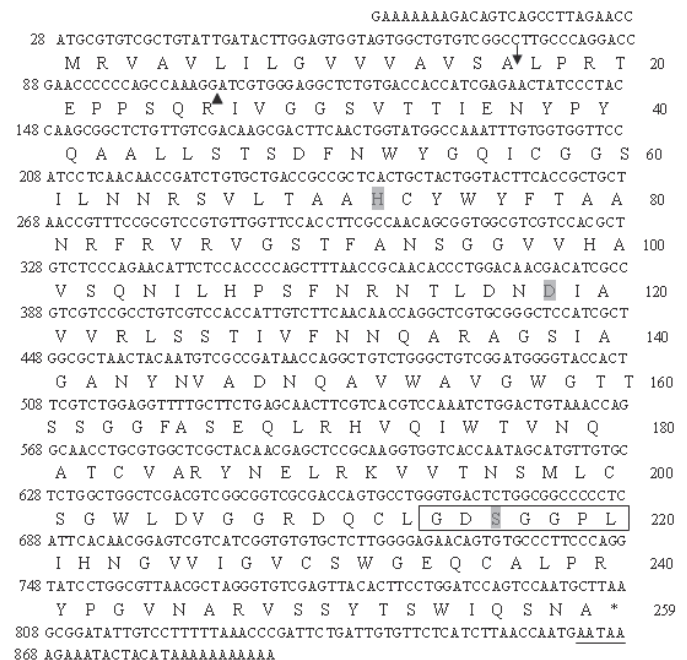 GAAAAAAAGACAGTCAGCCTTAGAACC
28 ATGCGTGTCGCTGTATTGATACTTGGAGTGGTAGTGGCTGTGTCGGCCTTGCCCAGGACC
M R V A V L I L G V V V A V S A L P R T 20
88 GAACCCCCCAGCCAAAGGATCGTGGGAGGCTCTGTGACCACCATCGAGAACTATCCCTAC
E P P S Q R I V G G S V T T I E N Y P Y 40
148 CAAGCGGCTCTGTTGTCGACAAGCGACTTCAACTGGTATGGCCAAATTTGTGGTGGTTCC
Q A A L L S T S D F N W Y G Q I C G G S 60
208 ATCCTCAACAACCGATCTGTGCTGACCGCCGCTCACTGCTACTGGTACTTCACCGCTGCT
I L N N R S V L T A A H C Y W Y F T A A 80
268 AACCGTTTCCGCGTCCGTGTTGGTTCCACCTTCGCCAACAGCGGTGGCGTCGTCCACGCT
N R F R V R V G S T F A N S G G V V H A 100
328 GTCTCCCAGAACATTCTCCACCCCAGCTTTAACCGCAACACCCTGGACAACGACATCGCC
V S Q N I L H P S F N R N T L D N D I A 120
388 GTCGTCCGCCTGTCGTCCACCATTGTCTTCAACAACCAGGCTCGTGCGGGCTCCATCGCT
V V R L S S T I V F N N Q A R A G S I A 140
448 GGCGCTAACTACAATGTCGCCGATAACCAGGCTGTCTGGGCTGTCGGATGGGGTACCACT
G A N Y N V A D N Q A V W A V G W G T T 160
508 TCGTCTGGAGGTTTTGCTTCTGAGCAACTTCGTCACGTCCAAATCTGGACTGTAAACCAG
S S G G F A S E Q L R H V Q I W T V N Q 180
568 GCAACCTGCGTGGCTCGCTACAACGAGCTCCGCAAGGTGGTCACCAATAGCATGTTGTGC
A T C V A R Y N E L R K V V T N S M L C 200
628 TCTGGCTGGCTCGACGTCGGCGGTCGCGACCAGTGCCTGGGTGACTCTGGCGGCCCCCTC
S G W L D V G G R D Q C L G D S G G P L 220
688 ATTCACAACGGAGTCGTCATCGGTGTGTGCTCTTGGGGAGAACAGTGTGCCCTTCCCAGG
I H N G V V I G V C S W G E Q C A L P R 240
748 TATCCTGGCGTTAACGCTAGGGTGTCGAGTTACACTTCCTGGATCCAGTCCAATGCTTAA
Y P G V N A R V S S Y T S W I Q S N A * 259
808 GCGGATATTGTCCTTTTTAAACCCGATTCTGATTGTGTTCTCATCTTAACCAATGAATAA
868 AGAAATACTACATAAAAAAAAAAA